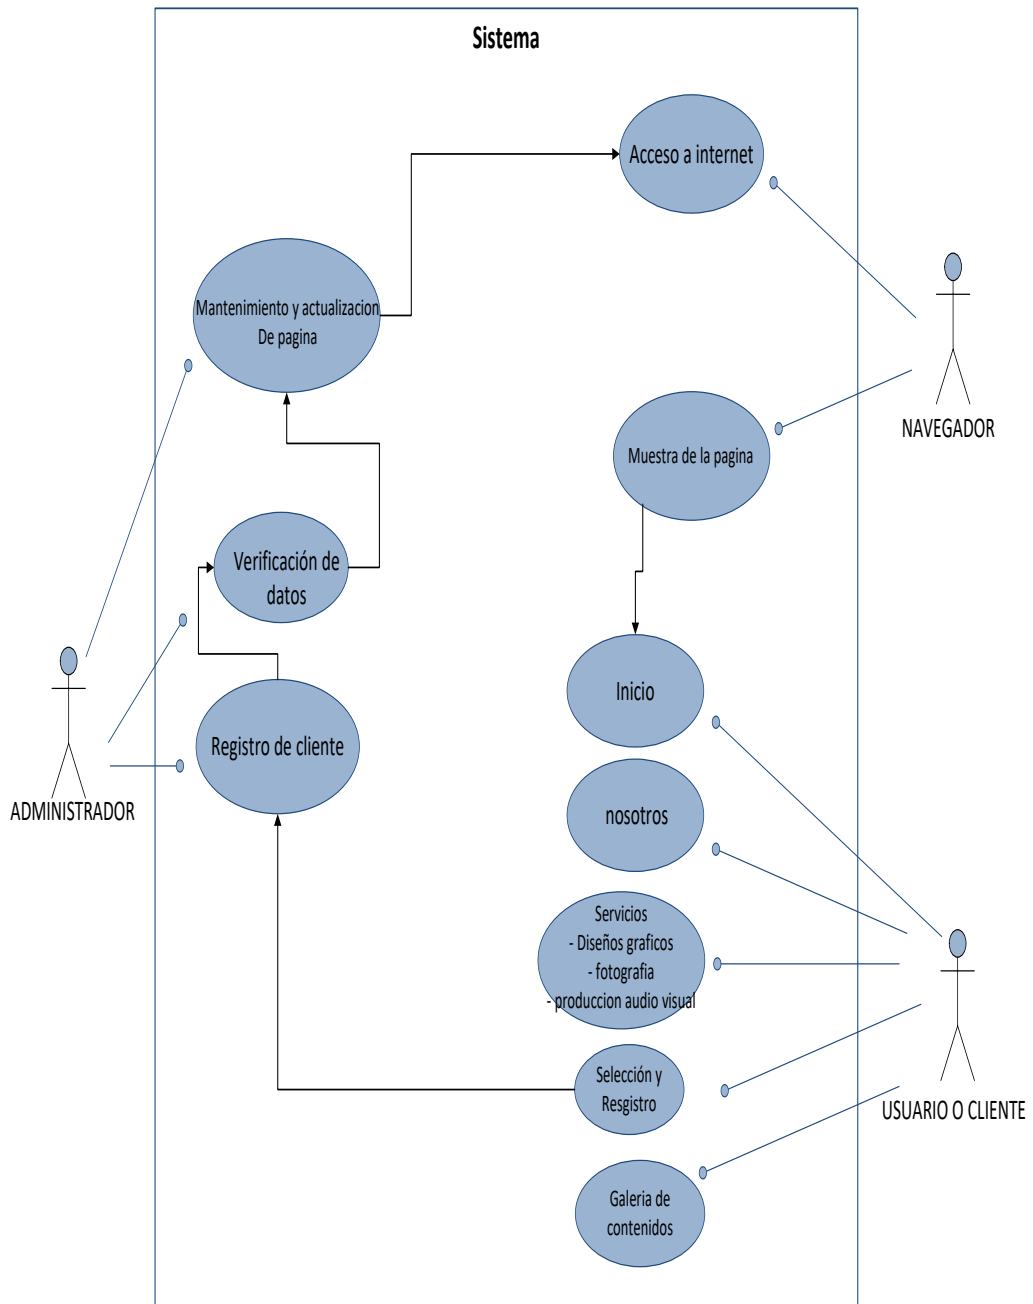 Sistema
Acceso a internet
Mantenimiento y actualizacion
De pagina
NAVEGADOR
Muestra de la pagina
Verificación de
datos
Inicio
Registro de cliente
ADMINISTRADOR
nosotros
Servicios
- Diseños graficos
- fotografia
- produccion audio visual
Selección y
Resgistro
USUARIO O CLIENTE
Galeria de
contenidos